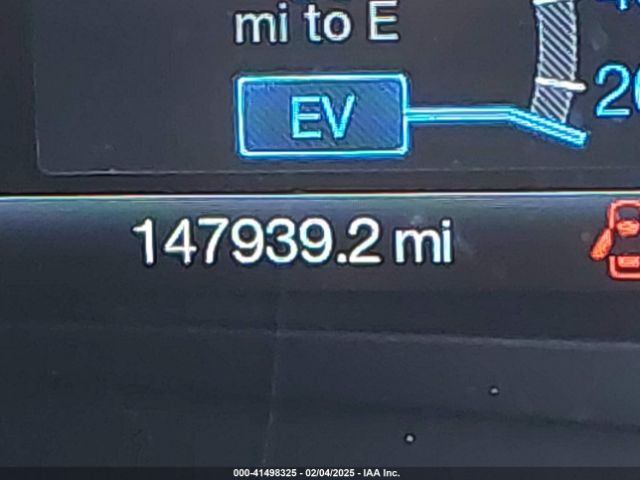 mi to E
EV
147939.2 mi
000-41498325 - 02/04/2025 - IAA Inc.